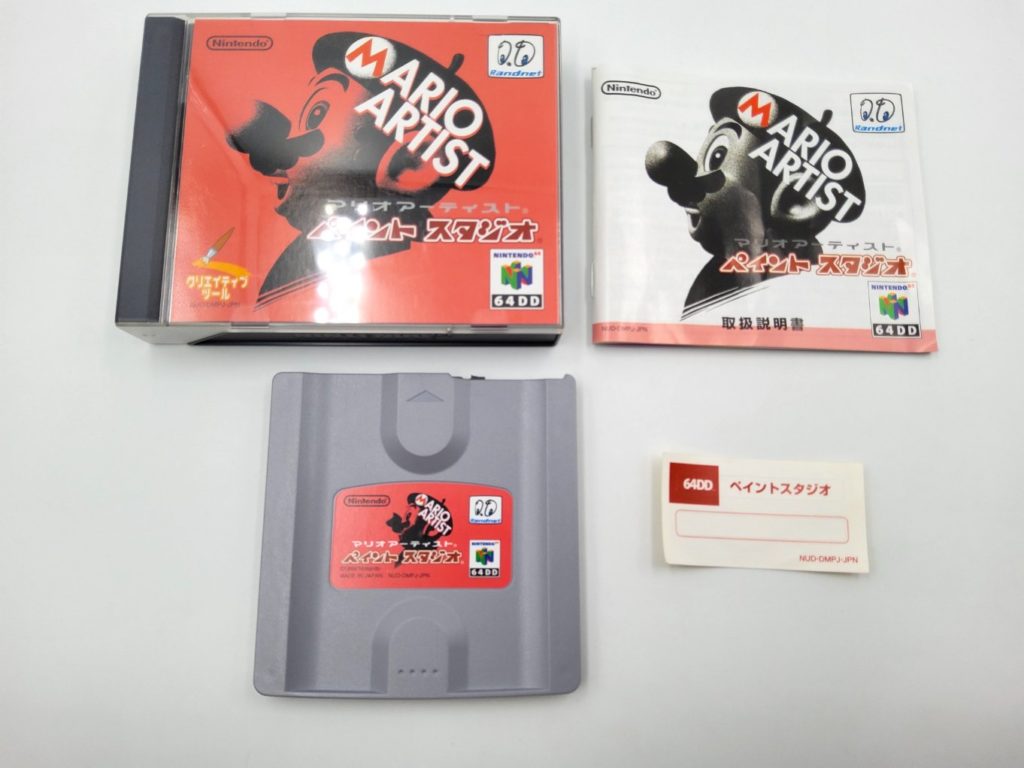 Nintendo
Randnet
MARIO
ARTIST
マリオアーティスト®
ペイント スタジオ®
クリエイティブ
ツール
NUD-DMPJ-JPN
NINTENDO64
64DD
Nintendo
Randnet
MARIO
ARTIST
マリオアーティスト®
ペイント スタジオ®
取扱説明書
NUD-DMPJ-JPN
NINTENDO64
64DD
Nintendo
Randnet
MARIO
ARTIST
マリオアーティスト®
ペイント スタジオ®
MADE IN JAPAN NUD-DMPJ-JPN
NINTENDO64
64DD
64DD ペイントスタジオ
NUD-DMPJ-JPN